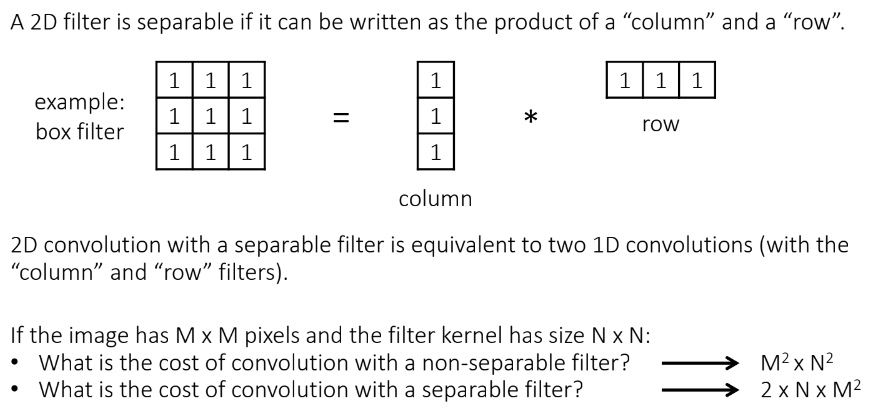 A 2D filter is separable if it can be written as the product of a “column” and a “row”.
example:
box filter
1 1 1
1 1 1
1 1 1
=
1
1
1
column
*
1 1 1
row
2D convolution with a separable filter is equivalent to two 1D convolutions (with the
“column” and “row” filters).
If the image has M x M pixels and the filter kernel has size N x N:
• What is the cost of convolution with a non-separable filter? ⟶ M² x N²
• What is the cost of convolution with a separable filter? ⟶ 2 x N x M²